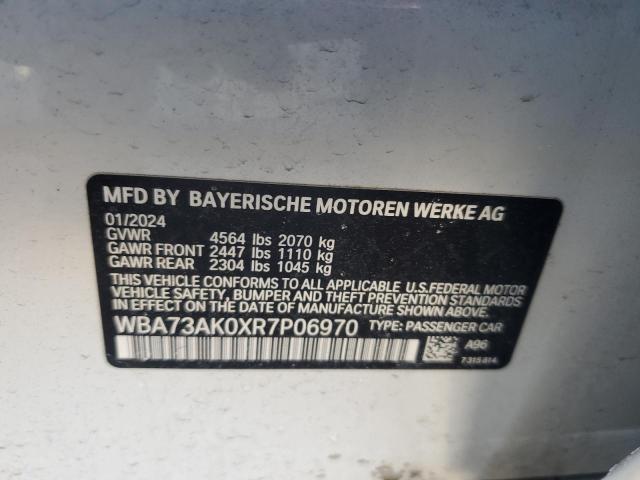 MFD BY BAYERISCHE MOTOREN WERKE AG
01/2024
GVWR 4564 lbs 2070 kg
GAWR FRONT 2447 lbs 1110 kg
GAWR REAR 2304 lbs 1045 kg
THIS VEHICLE CONFORMS TO ALL APPLICABLE U.S.FEDERAL MOTOR
VEHICLE SAFETY, BUMPER AND THEFT PREVENTION STANDARDS
IN EFFECT ON THE DATE OF MANUFACTURE SHOWN ABOVE.
WBA73AK0XR7P06970 TYPE: PASSENGER CAR
A96
7315814